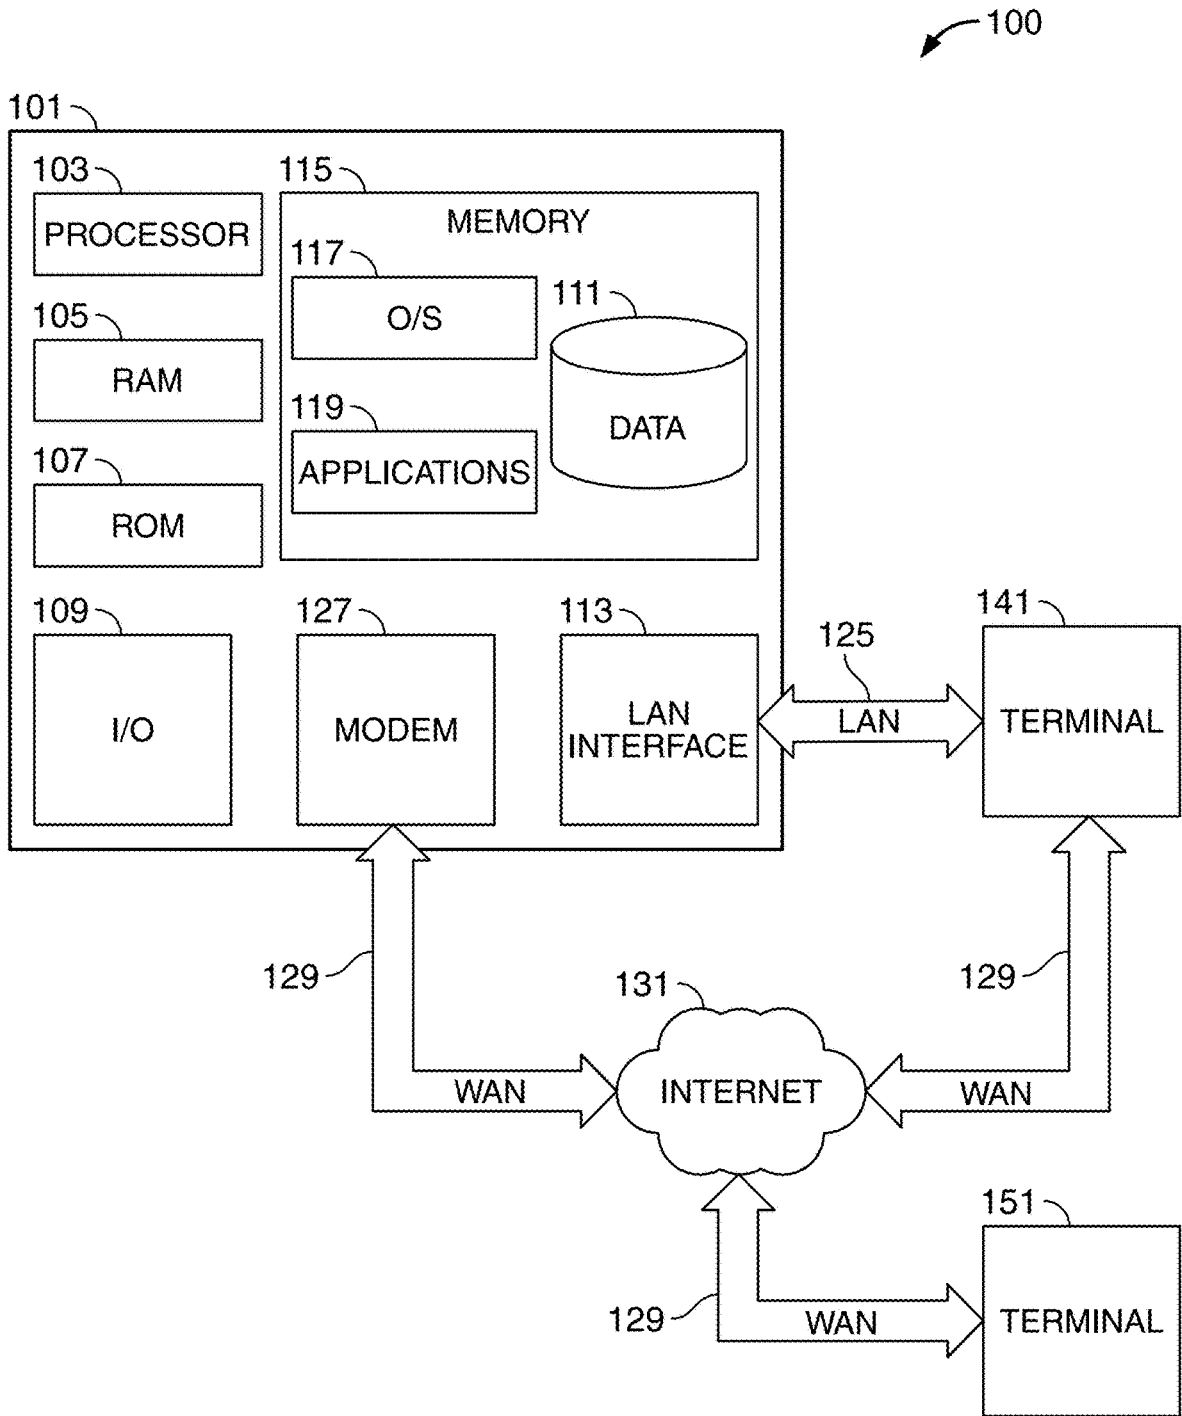 100
101
103
PROCESSOR
105
RAM
107
ROM
115
MEMORY
117
O/S
111
DATA
119
APPLICATIONS
109
I/O
127
MODEM
113
LAN
INTERFACE
125
LAN
141
TERMINAL
129
WAN
131
INTERNET
129
WAN
129
WAN
151
TERMINAL